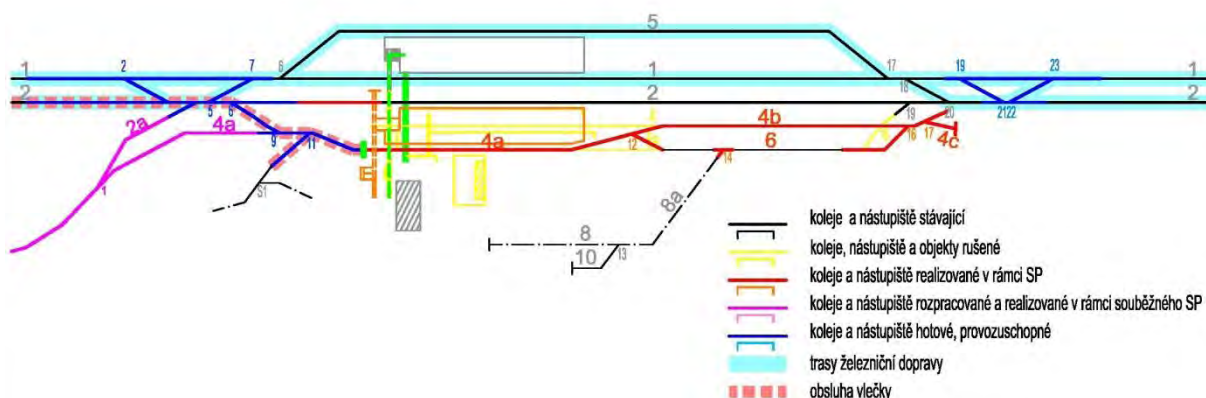 5
1 2 7 6 1 17 18 19 23 1
2 5 6 2 19 20 2122 2
2a 4a 4b 4c
9 11 4a 12 6 14 16 17
1 S1
8a
8
10 13
koleje a nástupiště stávající
koleje, nástupiště a objekty rušené
koleje a nástupiště realizované v rámci SP
koleje a nástupiště rozpracované a realizované v rámci souběžného SP
koleje a nástupiště hotové, provozuschopné
trasy železniční dopravy
obsluha vlečky